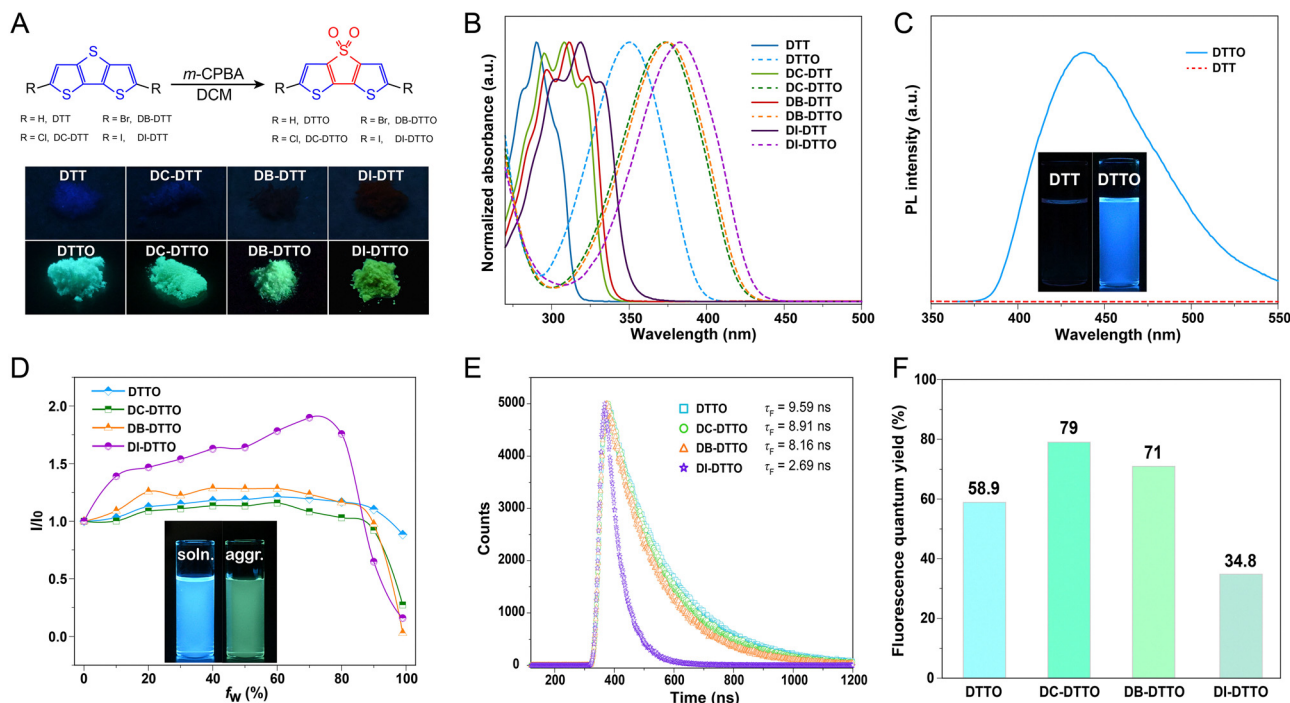 A
S
S
S
R
R
m-CPBA
DCM
O
O
S
S
S
R
R
R = H, DTT R = Br, DB-DTT
R = Cl, DC-DTT R = I, DI-DTT
R = H, DTTO R = Br, DB-DTTO
R = Cl, DC-DTTO R = I, DI-DTTO
DTT DC-DTT DB-DTT DI-DTT
DTTO DC-DTTO DB-DTTO DI-DTTO
B
Normalized absorbance (a.u.)
DTT
DTTO
DC-DTT
DC-DTTO
DB-DTT
DB-DTTO
DI-DTT
DI-DTTO
300 350 400 450 500
Wavelength (nm)
C
PL intensity (a.u.)
DTTO
DTT
DTT DTTO
350 400 450 500 550
Wavelength (nm)
D
I/I0
2.0
1.5
1.0
0.5
0.0
DTTO
DC-DTTO
DB-DTTO
DI-DTTO
soln. aggr.
0 20 40 60 80 100
fw (%)
E
Counts
5000
4000
3000
2000
1000
0
DTTO τF = 9.59 ns
DC-DTTO τF = 8.91 ns
DB-DTTO τF = 8.16 ns
DI-DTTO τF = 2.69 ns
200 400 600 800 1000 1200
Time (ns)
F
Fluorescence quantum yield (%)
100
80
60
40
20
0
58.9
79
71
34.8
DTTO DC-DTTO DB-DTTO DI-DTTO